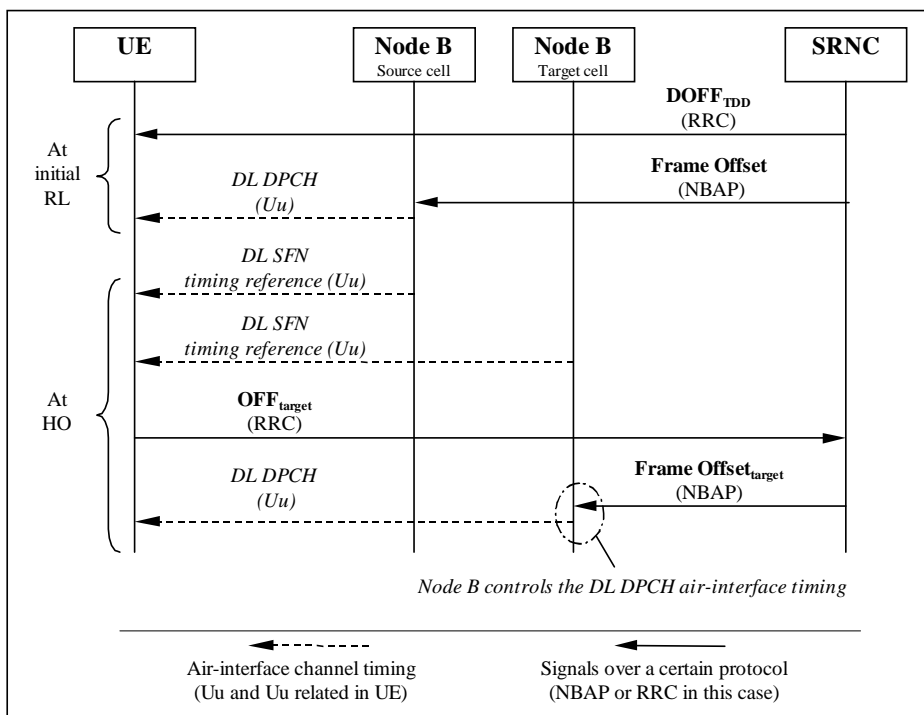 UE
Node B
Source cell
Node B
Target cell
SRNC
DOFF_TDD
(RRC)
At
initial
RL
Frame Offset
(NBAP)
DL DPCH
(Uu)
DL SFN
timing reference (Uu)
DL SFN
timing reference (Uu)
At
HO
OFF_target
(RRC)
Frame Offset_target
(NBAP)
DL DPCH
(Uu)
Node B controls the DL DPCH air-interface timing
Air-interface channel timing
(Uu and Uu related in UE)
Signals over a certain protocol
(NBAP or RRC in this case)